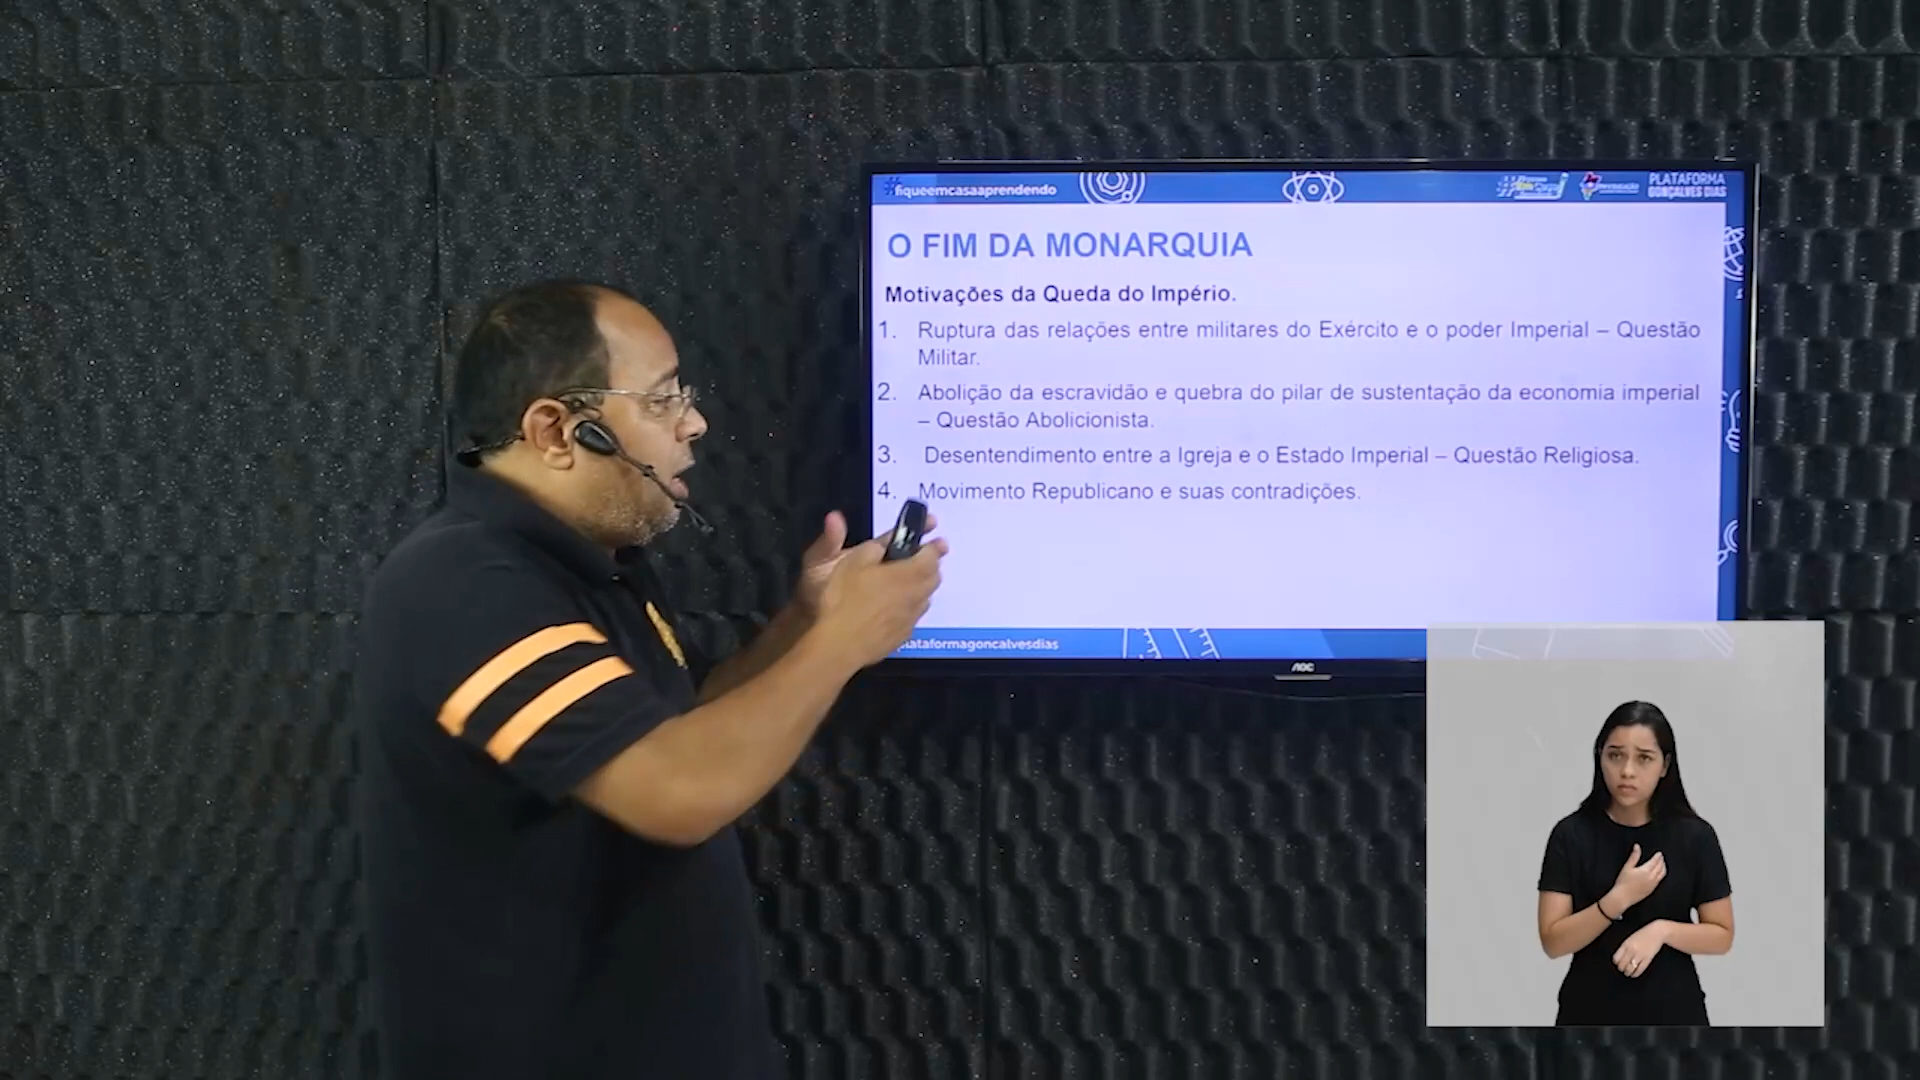 #fiqueemcasaaprendendo
PLATAFORMA
GONÇALVES DIAS
O FIM DA MONARQUIA
Motivações da Queda do Império.
1. Ruptura das relações entre militares do Exército e o poder Imperial – Questão
Militar.
2. Abolição da escravidão e quebra do pilar de sustentação da economia imperial
– Questão Abolicionista.
3. Desentendimento entre a Igreja e o Estado Imperial – Questão Religiosa.
4. Movimento Republicano e suas contradições.
plataformagoncalvesdias
AOC